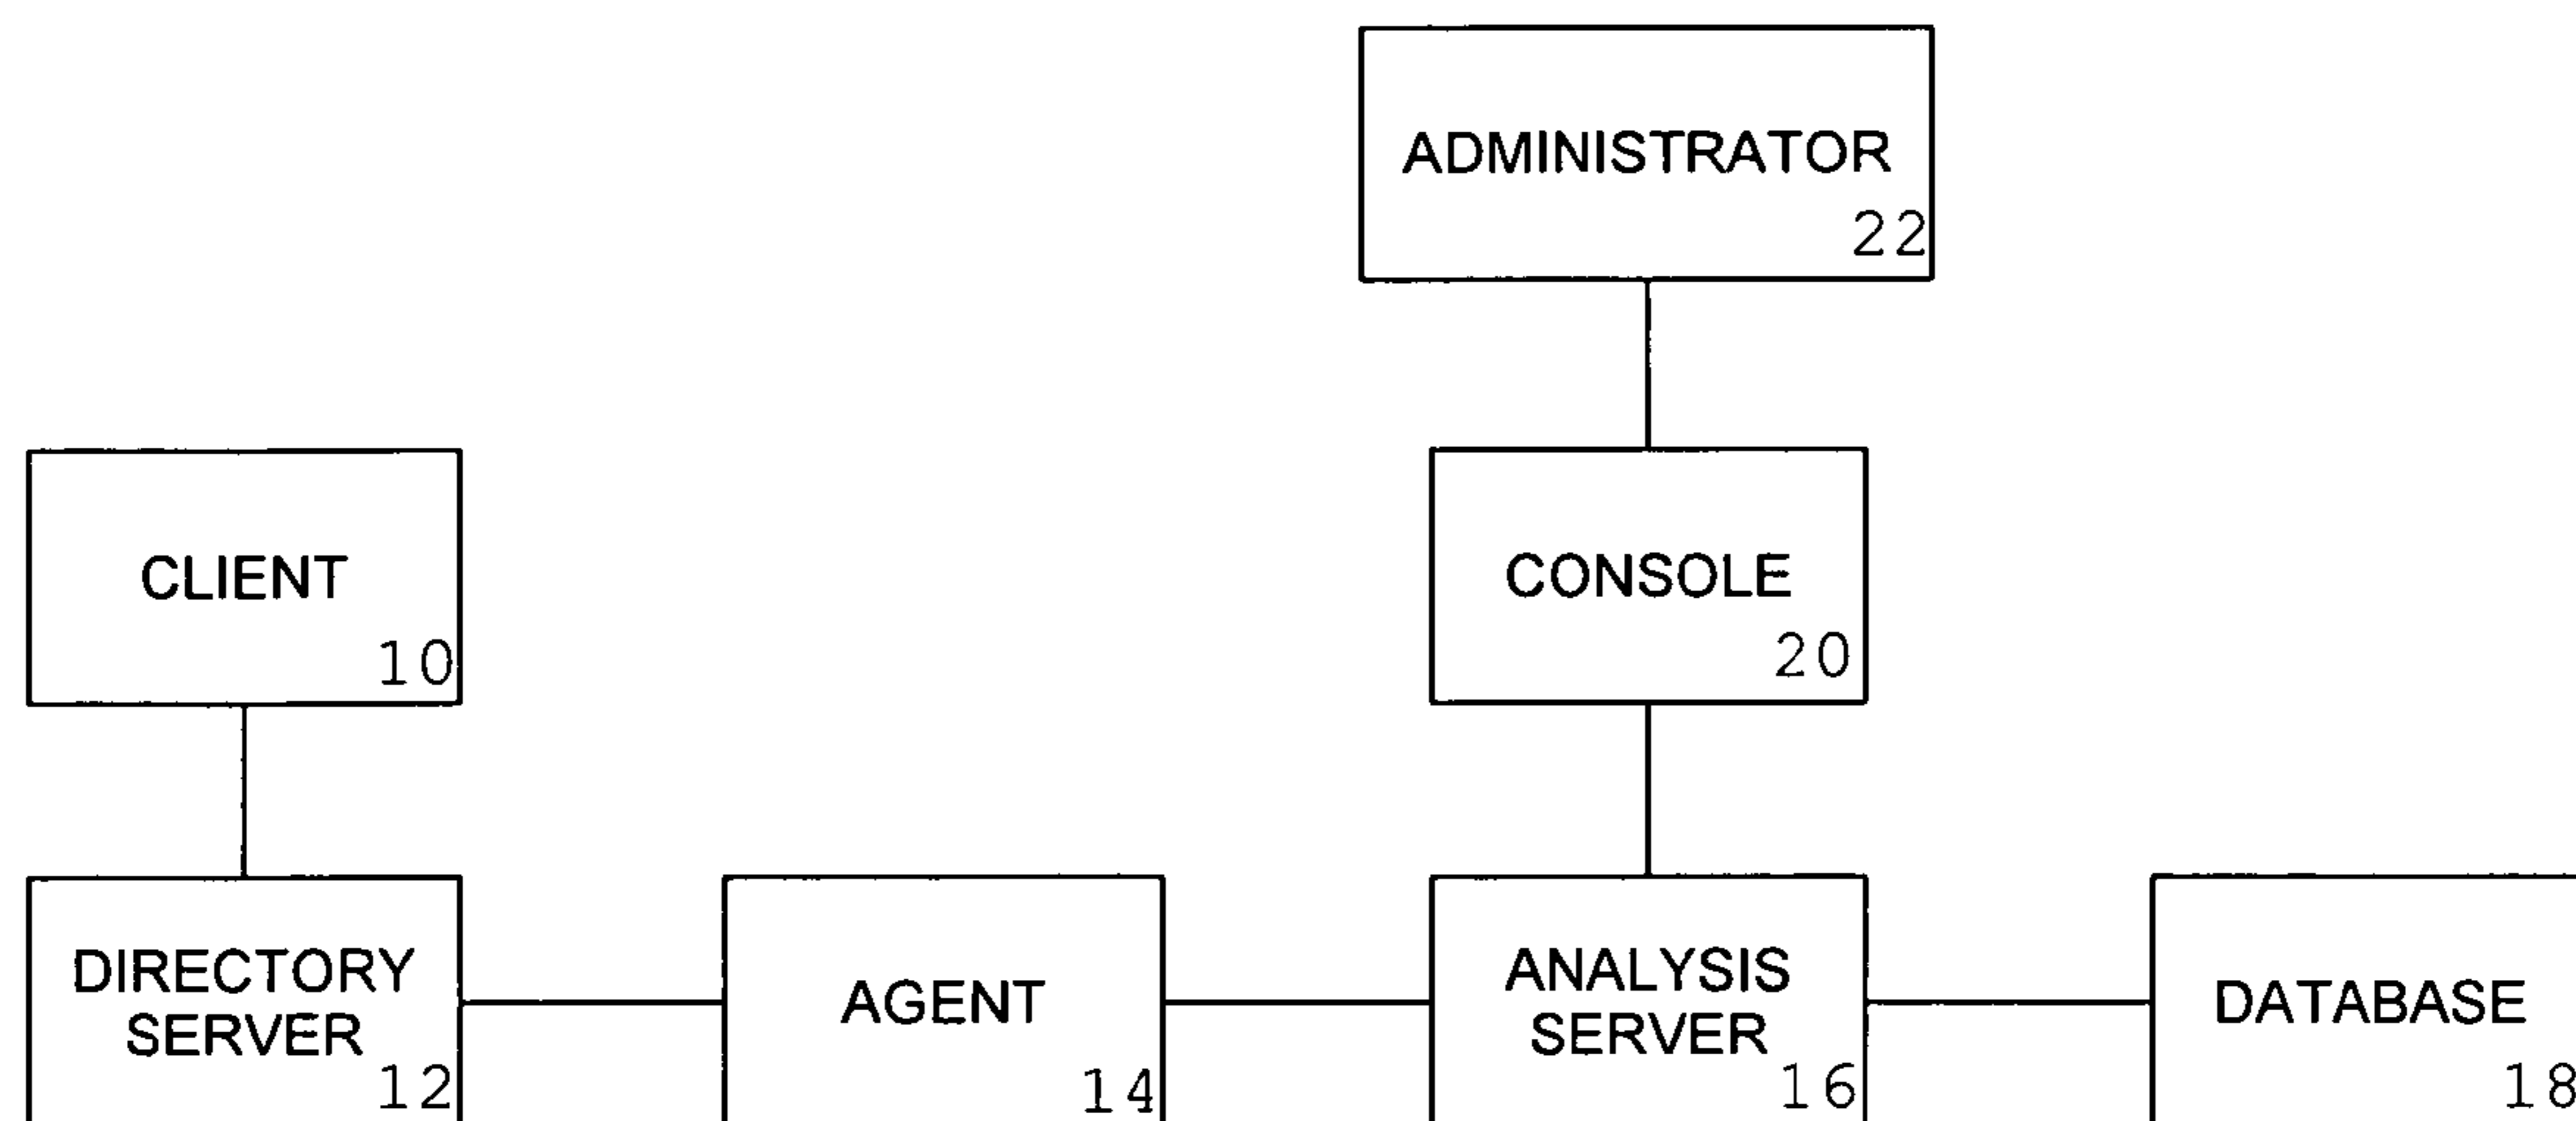 ADMINISTRATOR
22
CLIENT
10
CONSOLE
20
DIRECTORY
SERVER
12
AGENT
14
ANALYSIS
SERVER
16
DATABASE
18